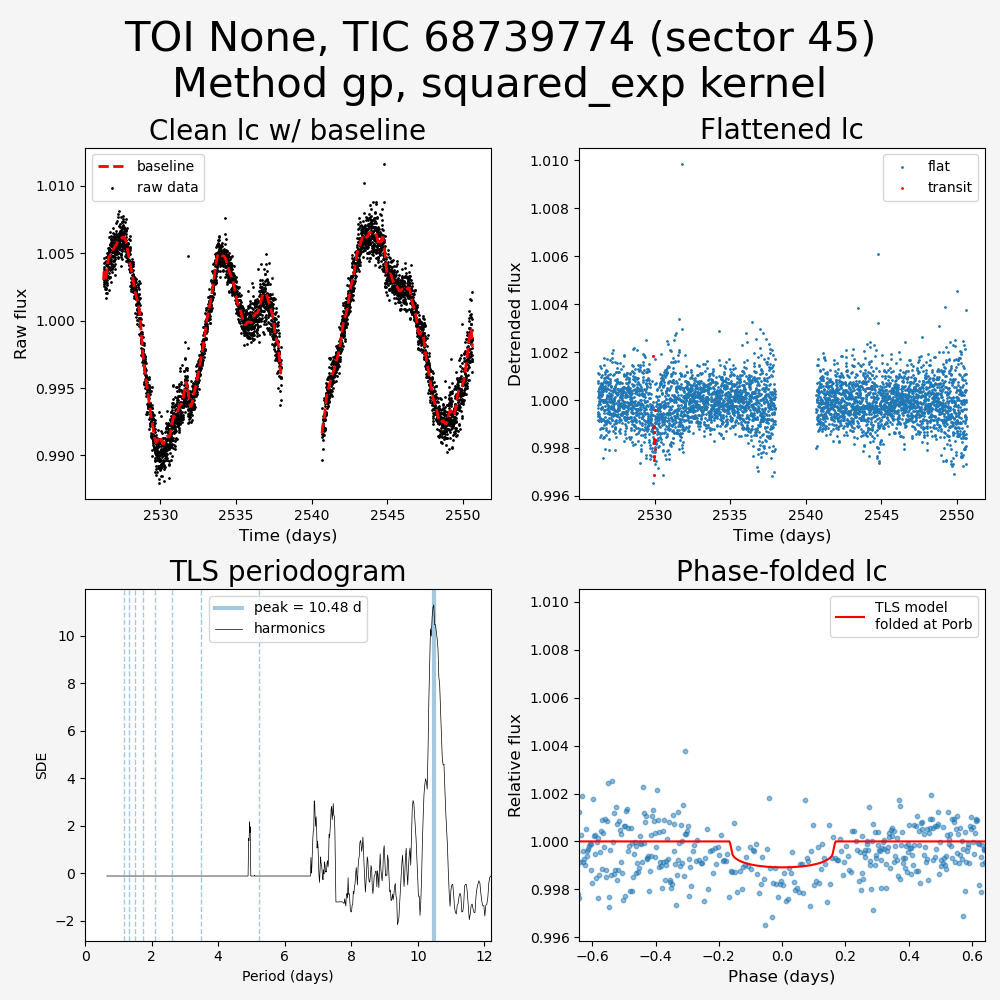 TOI None, TIC 68739774 (sector 45)
Method gp, squared_exp kernel
Clean lc w/ baseline
baseline
raw data
1.010
1.005
1.000
0.995
0.990
Raw flux
2530
2535
2540
2545
2550
Time (days)
Flattened lc
flat
transit
1.010
1.008
1.006
1.004
1.002
1.000
0.998
0.996
Detrended flux
2530
2535
2540
2545
2550
Time (days)
TLS periodogram
peak = 10.48 d
harmonics
10
8
6
4
2
0
−2
SDE
0
2
4
6
8
10
12
Period (days)
Phase-folded lc
TLS model
folded at Porb
1.010
1.008
1.006
1.004
1.002
1.000
0.998
0.996
Relative flux
−0.6
−0.4
−0.2
0.0
0.2
0.4
0.6
Phase (days)